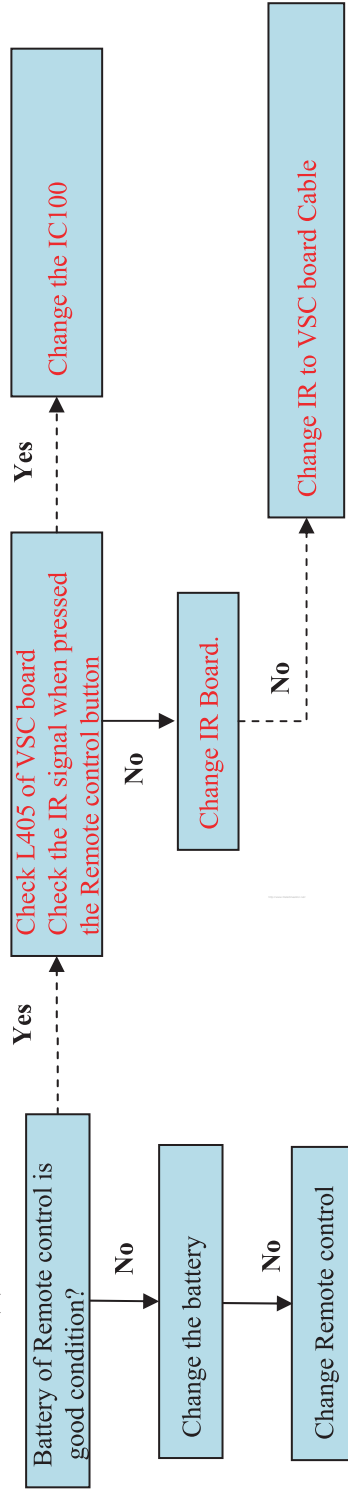 Battery of Remote control is
good condition?
Yes
Check L405 of VSC board
Check the IR signal when pressed
the Remote control button
Yes
Change the IC100
No
Change the battery
No
Change IR Board.
No
Change Remote control
No
Change IR to VSC board Cable